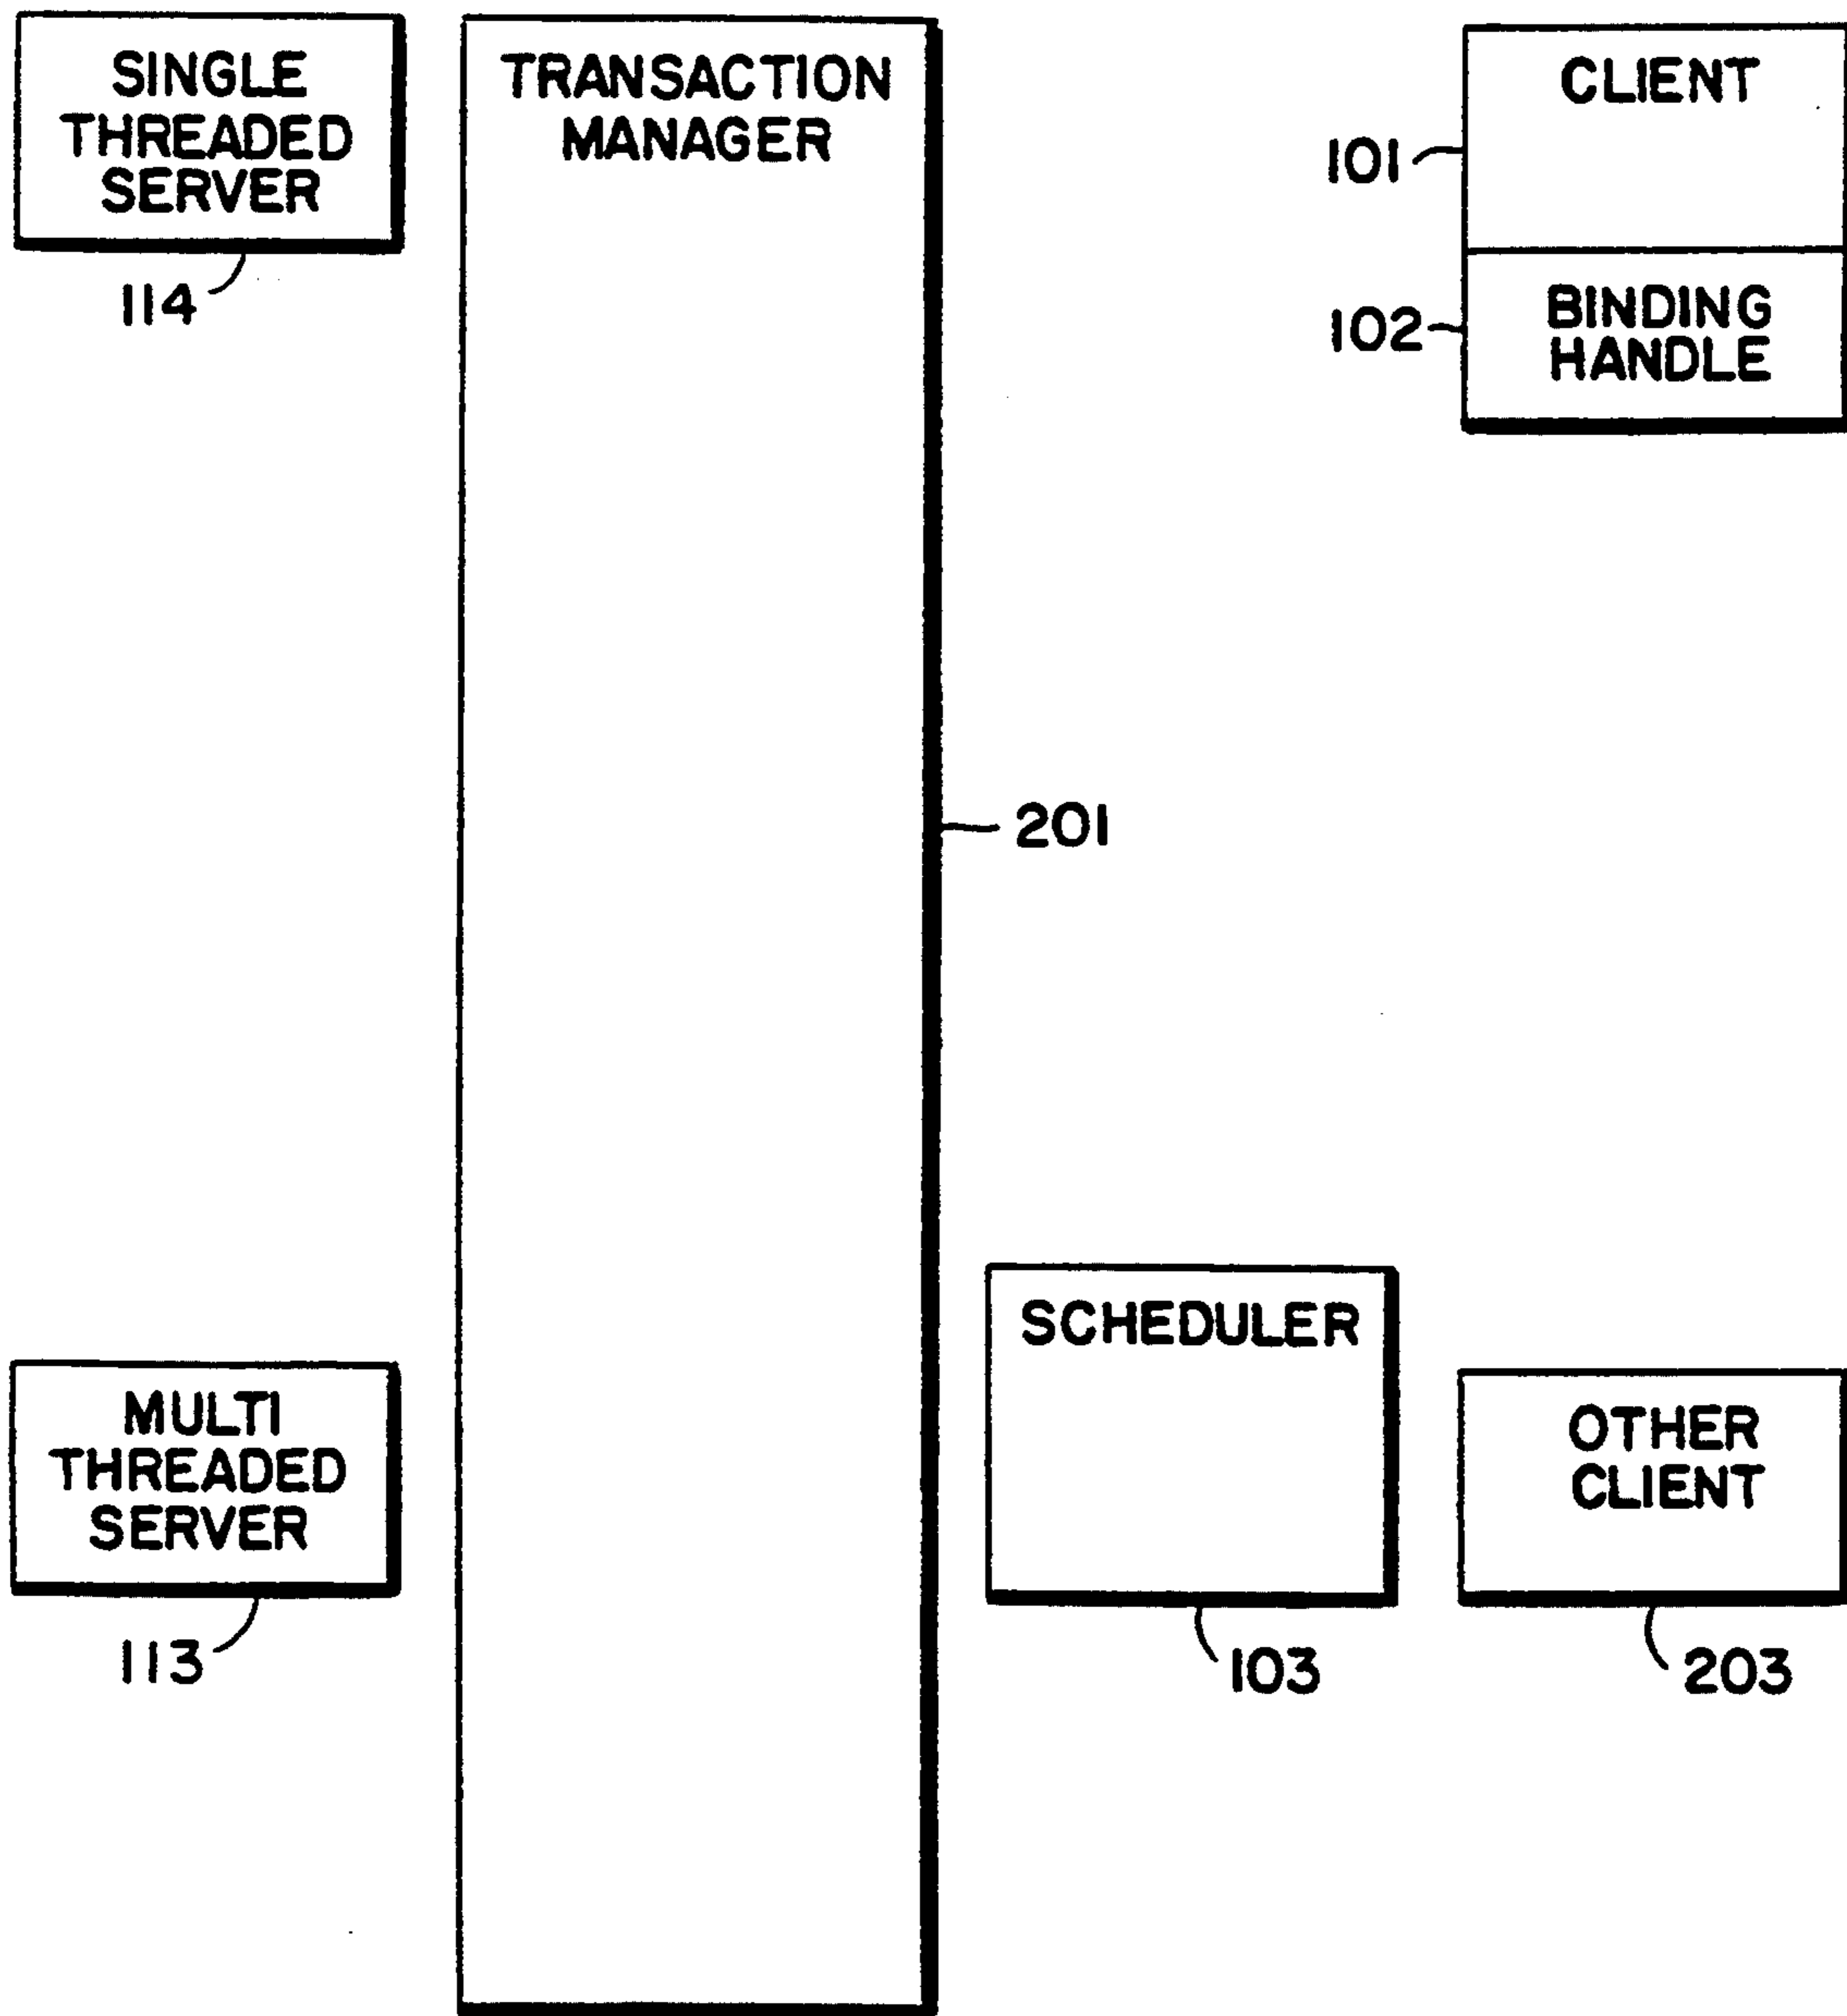 SINGLE
THREADED
SERVER
114
TRANSACTION
MANAGER
201
CLIENT
101
BINDING
HANDLE
102
MULTI
THREADED
SERVER
113
SCHEDULER
103
OTHER
CLIENT
203